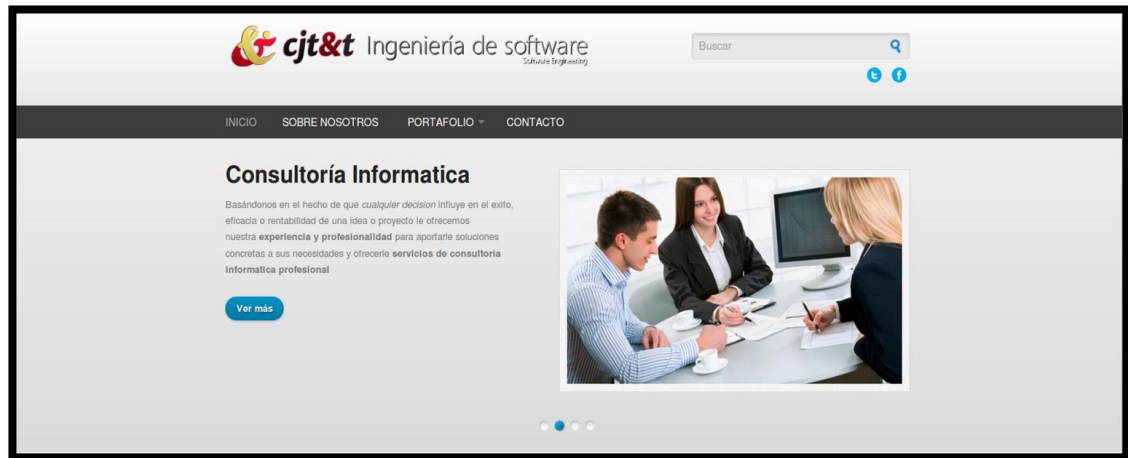 cjt&t Ingeniería de software
Software Engineering
Buscar
INICIO SOBRE NOSOTROS PORTAFOLIO CONTACTO
Consultoría Informatica
Basándonos en el hecho de que cualquier decision influye en el exito,
eficacia o rentabilidad de una idea o proyecto le ofrecemos
nuestra experiencia y profesionalidad para aportarle soluciones
concretas a sus necesidades y ofrecerle servicios de consultoria
informatica profesional
Ver más